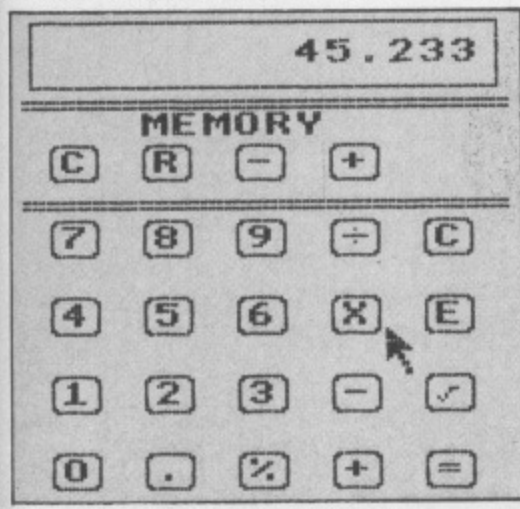 45.233
MEMORY
C R - +
7 8 9 ÷ C
4 5 6 X E
1 2 3 - √
0 . % + =